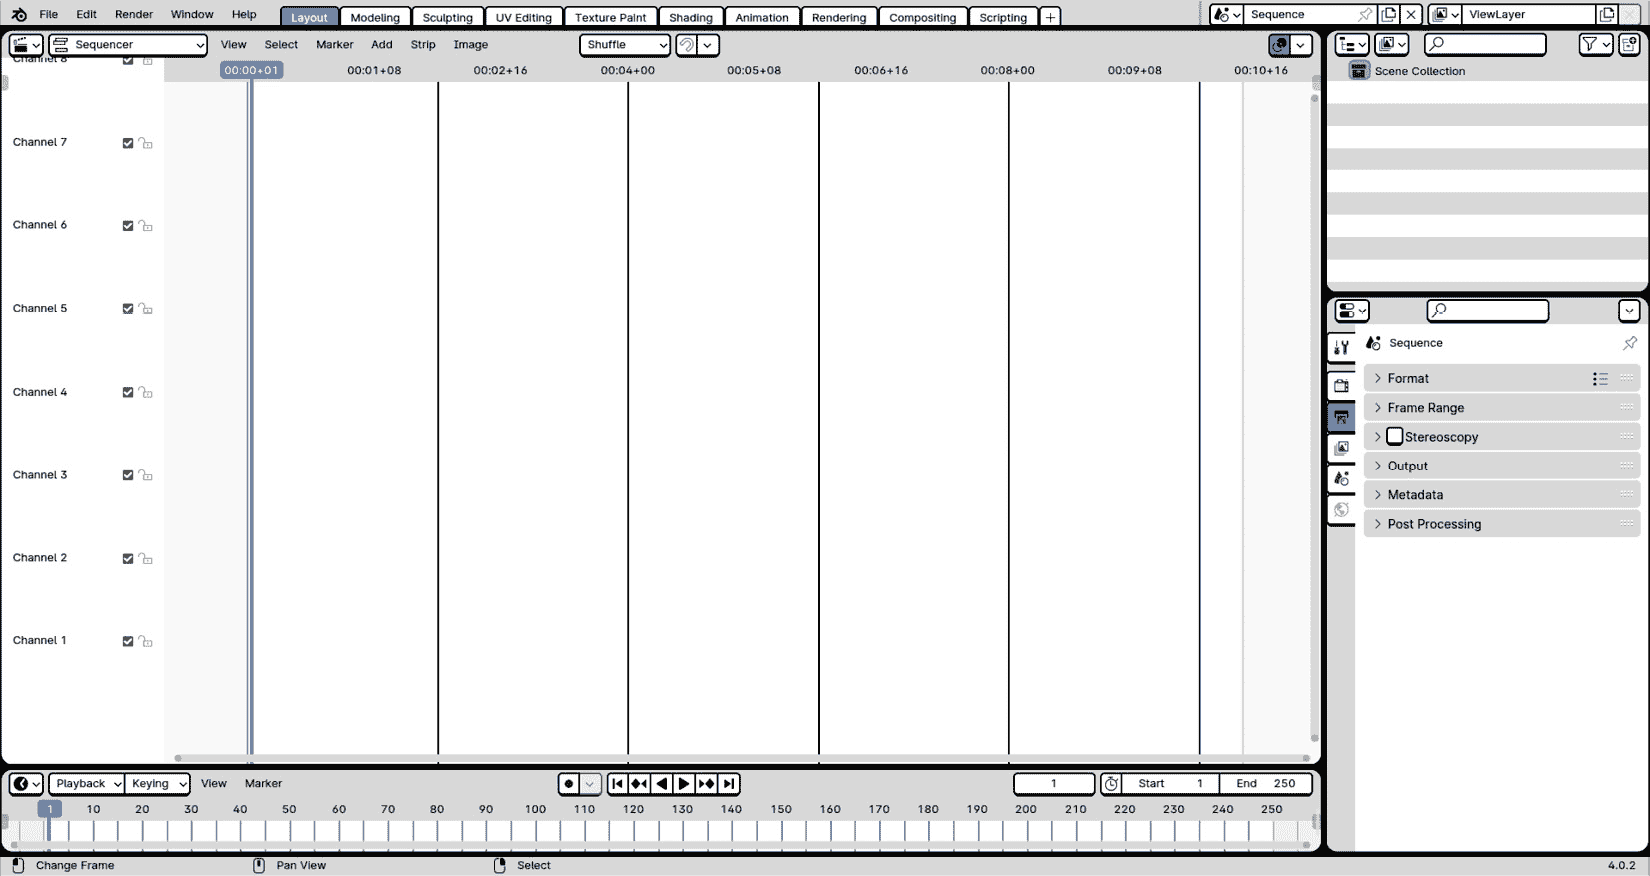 File Edit Render Window Help Layout Modeling Sculpting UV Editing Texture Paint Shading Animation Rendering Compositing Scripting + Sequence ViewLayer
Sequencer View Select Marker Add Strip Image Shuffle
Channel 8
00:00+01 00:01+08 00:02+16 00:04+00 00:05+08 00:06+16 00:08+00 00:09+08 00:10+16
Scene Collection
Channel 7
Channel 6
Channel 5
Channel 4
Channel 3
Channel 2
Channel 1
Sequence
Format
Frame Range
Stereoscopy
Output
Metadata
Post Processing
Playback Keying View Marker 1 Start 1 End 250
1 10 20 30 40 50 60 70 80 90 100 110 120 130 140 150 160 170 180 190 200 210 220 230 240 250
Change Frame Pan View Select 4.0.2